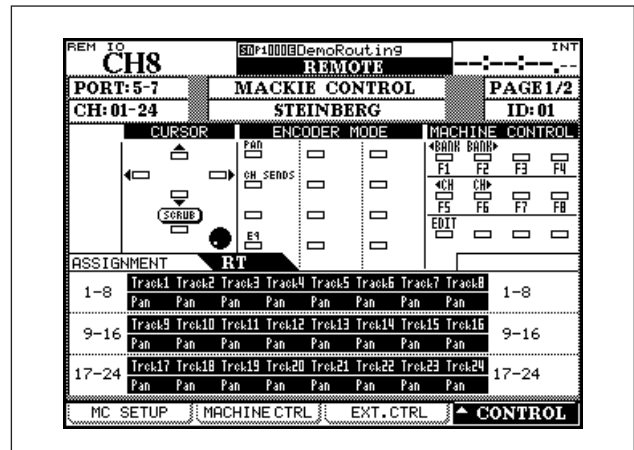 REM IO CH8 DemoRouting INT
REMOTE --:--:--.--
PORT:5-7 MACKIE CONTROL PAGE1/2
CH:01-24 STEINBERG ID:01
CURSOR ENCODER MODE MACHINE CONTROL
PAN BANK BANK
F1 F2 F3 F4
CH SENDS CH CH
SCRUB F5 F6 F7 F8
EQ EDIT
ASSIGNMENT RT
1-8 Track1 Track2 Track3 Track4 Track5 Track6 Track7 Track8 1-8
Pan Pan Pan Pan Pan Pan Pan Pan
9-16 Track9 Trck10 Trck11 Trck12 Trck13 Trck14 Trck15 Trck16 9-16
Pan Pan Pan Pan Pan Pan Pan Pan
17-24 Trck17 Trck18 Trck19 Trck20 Trck21 Trck22 Trck23 Trck24 17-24
Pan Pan Pan Pan Pan Pan Pan Pan
MC SETUP MACHINE CTRL EXT.CTRL CONTROL